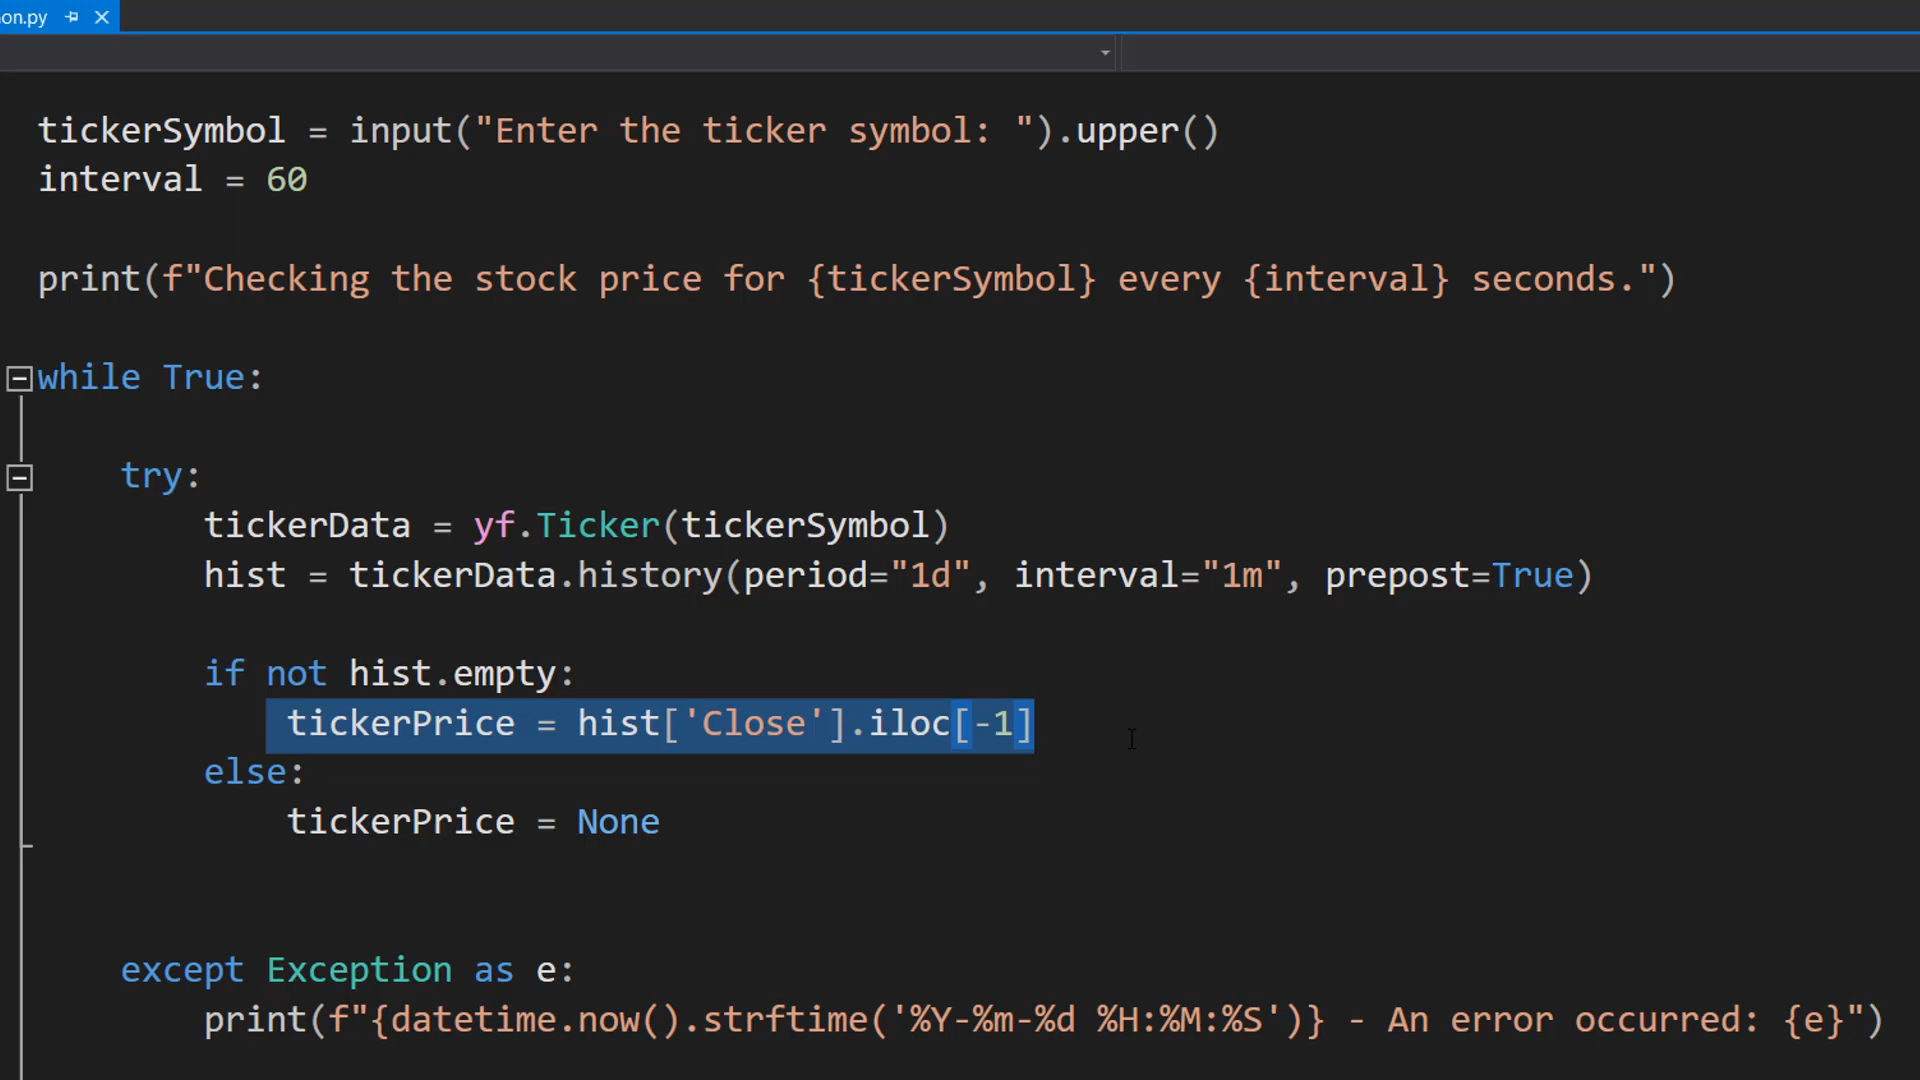 on.py
tickerSymbol = input("Enter the ticker symbol: ").upper()
interval = 60
print(f"Checking the stock price for {tickerSymbol} every {interval} seconds.")
while True:
try:
tickerData = yf.Ticker(tickerSymbol)
hist = tickerData.history(period="1d", interval="1m", prepost=True)
if not hist.empty:
tickerPrice = hist['Close'].iloc[-1]
else:
tickerPrice = None
except Exception as e:
print(f"{datetime.now().strftime('%Y-%m-%d %H:%M:%S')} - An error occurred: {e}")